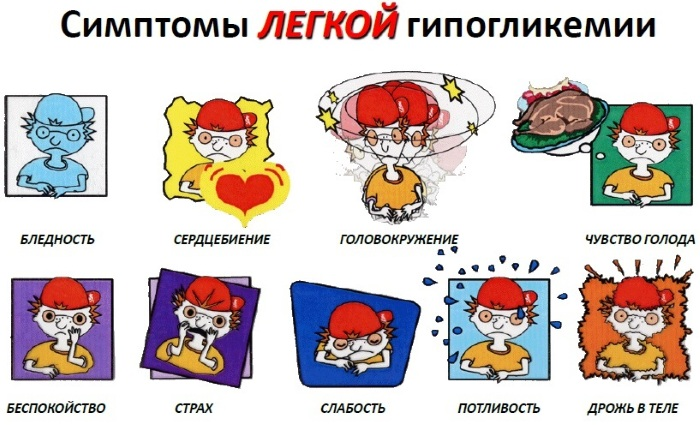 Симптомы ЛЕГКОЙ гипогликемии
БЛЕДНОСТЬ СЕРДЦЕБИЕНИЕ ГОЛОВОКРУЖЕНИЕ ЧУВСТВО ГОЛОДА
БЕСПОКОЙСТВО СТРАХ СЛАБОСТЬ ПОТЛИВОСТЬ ДРОЖЬ В ТЕЛЕ